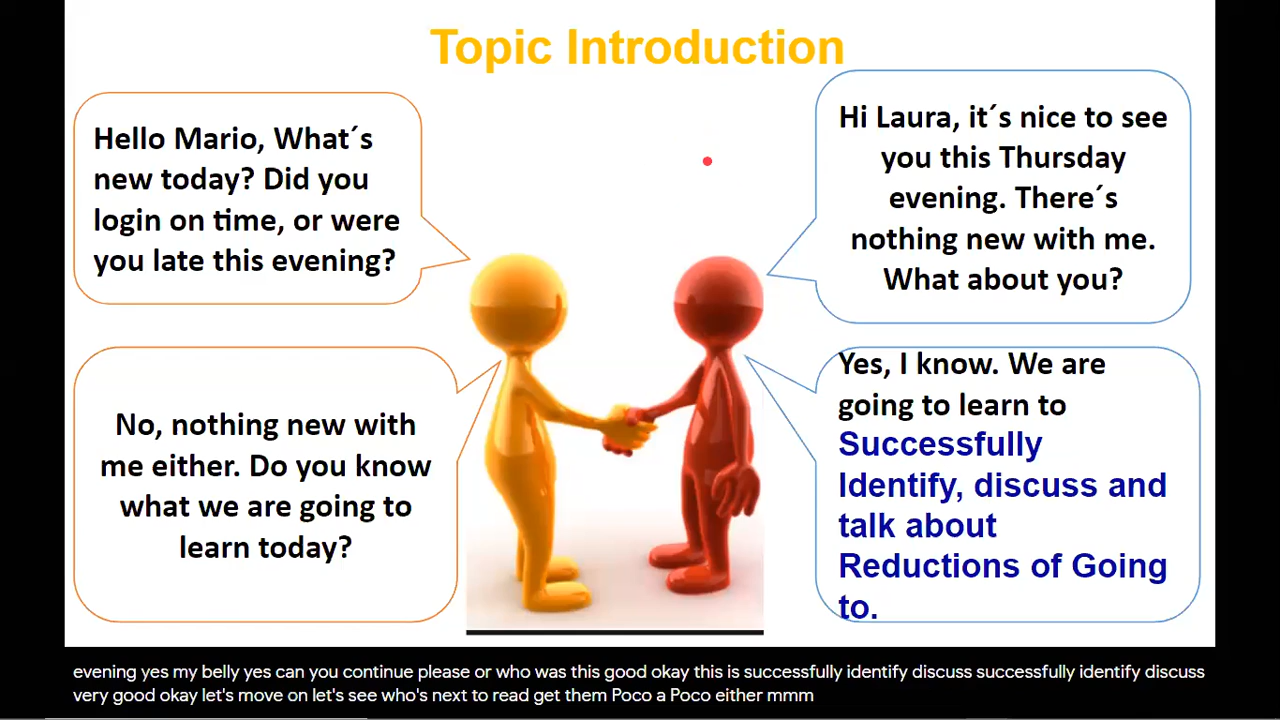 Topic Introduction
Hello Mario, What´s
new today? Did you
login on time, or were
you late this evening?
Hi Laura, it´s nice to see
you this Thursday
evening. There´s
nothing new with me.
What about you?
No, nothing new with
me either. Do you know
what we are going to
learn today?
Yes, I know. We are
going to learn to
Successfully
Identify, discuss and
talk about
Reductions of Going
to.
evening yes my belly yes can you continue please or who was this good okay this is successfully identify discuss successfully identify discuss
very good okay let's move on let's see who's next to read get them Poco a Poco either mmm